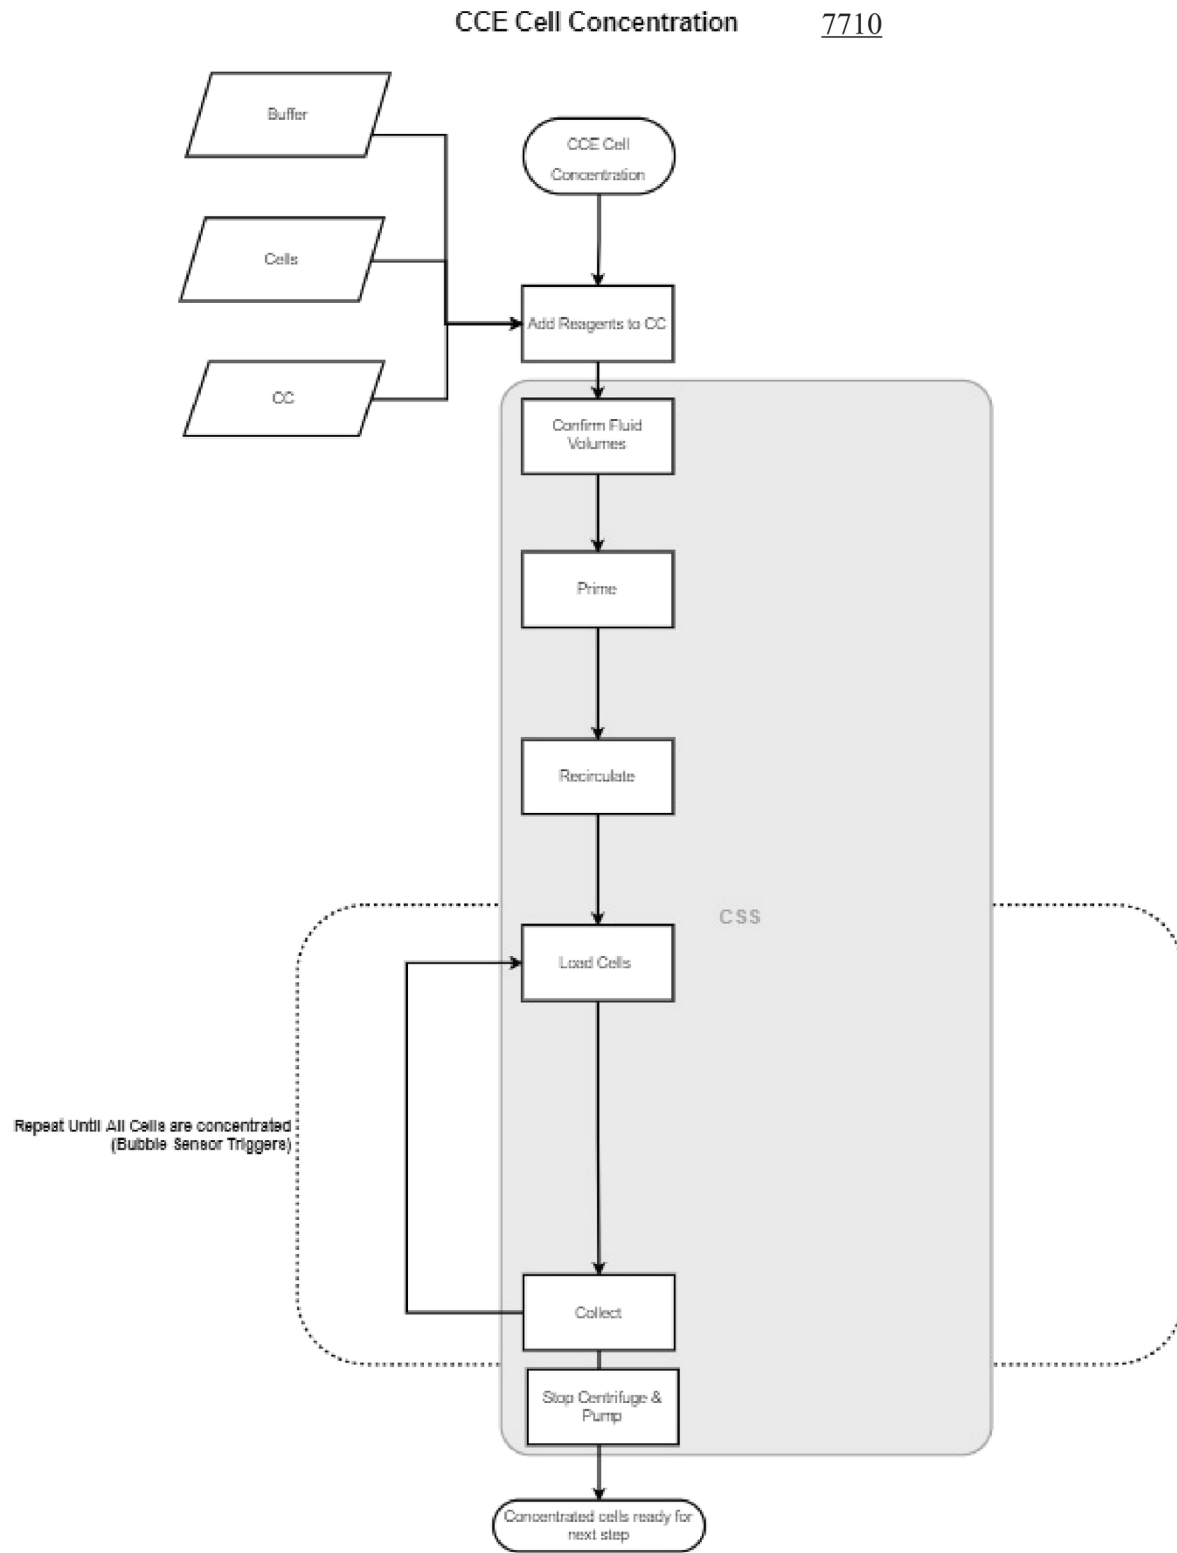 CCE Cell Concentration 7710
Buffer
CCE Cell
Concentration
Cells
Add Reagents to CC
CC
Confirm Fluid
Volumes
Prime
Recirculate
CSS
Load Cells
Repeat Until All Cells are concentrated
(Bubble Sensor Triggers)
Collect
Stop Centrifuge &
Pump
Concentrated cells ready for
next step